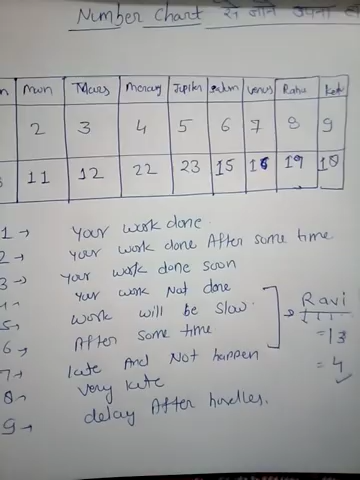 Number Chart से जाने अपना
n Moon Mars Mercury Jupiter Saturn Venus Rahu Ketu
2 3 4 5 6 7 8 9
11 12 22 23 15 16 19 18
1 → Your work done.
2 → Your work done After some time
3 → Your work done soon
4 → Your work Not done
5 → work will be slow.
6 → After some time
7 → late And Not happen
8 → very late
9 → delay After hurdles.
Ravi
=13
=4